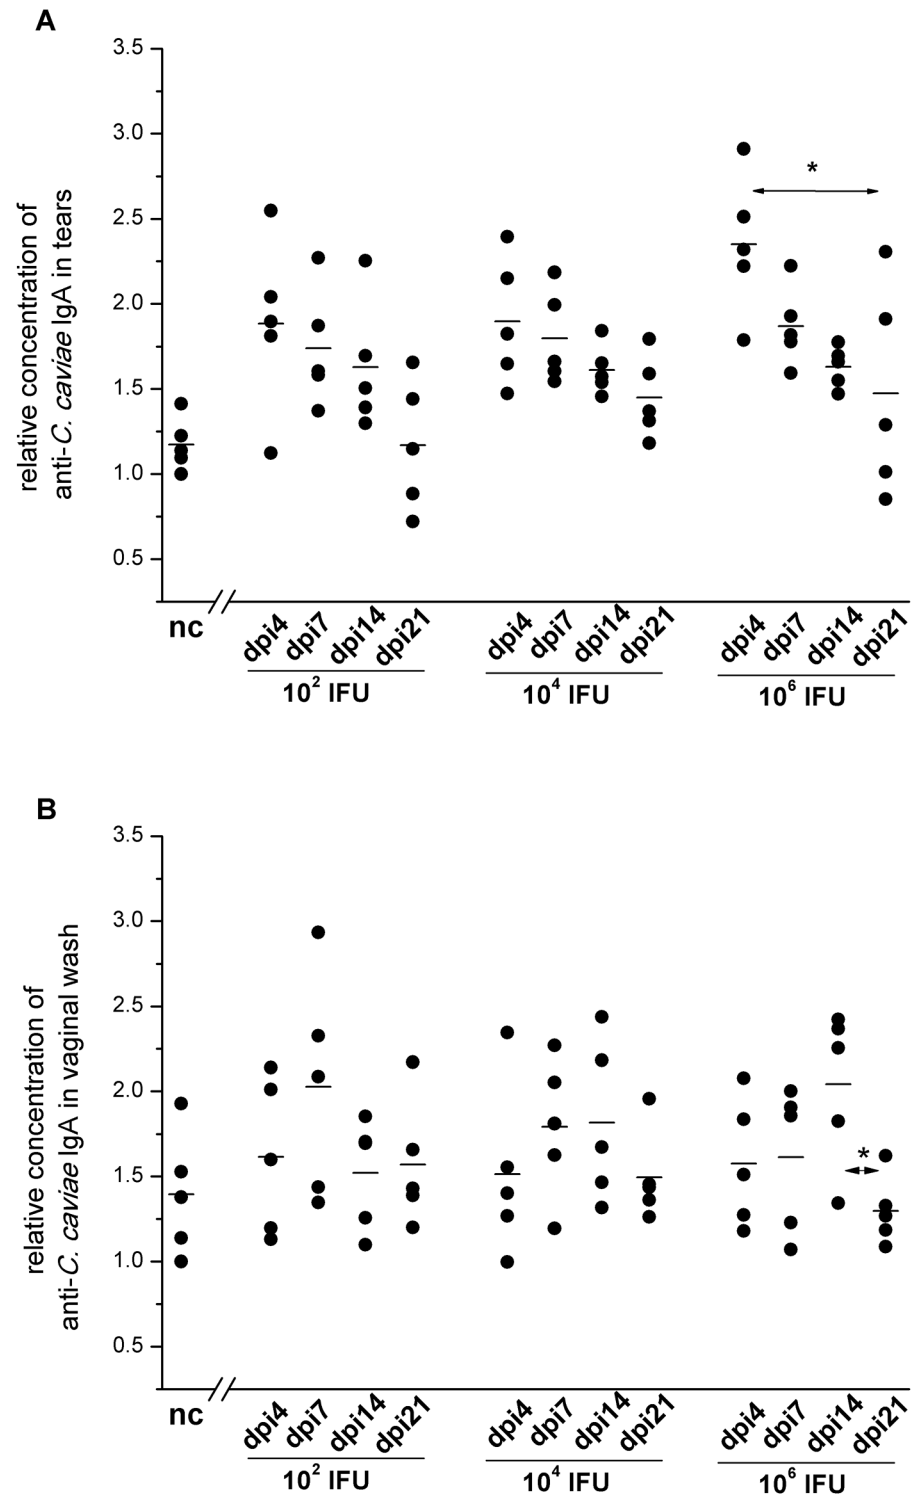 A
relative concentration of
anti-C. caviae IgA in tears
3.5
3.0
2.5
2.0
1.5
1.0
0.5
*
nc
dpi4 dpi7 dpi14 dpi21
dpi4 dpi7 dpi14 dpi21
dpi4 dpi7 dpi14 dpi21
10² IFU
10⁴ IFU
10⁶ IFU
B
relative concentration of
anti-C. caviae IgA in vaginal wash
3.5
3.0
2.5
2.0
1.5
1.0
0.5
*
nc
dpi4 dpi7 dpi14 dpi21
dpi4 dpi7 dpi14 dpi21
dpi4 dpi7 dpi14 dpi21
10² IFU
10⁴ IFU
10⁶ IFU